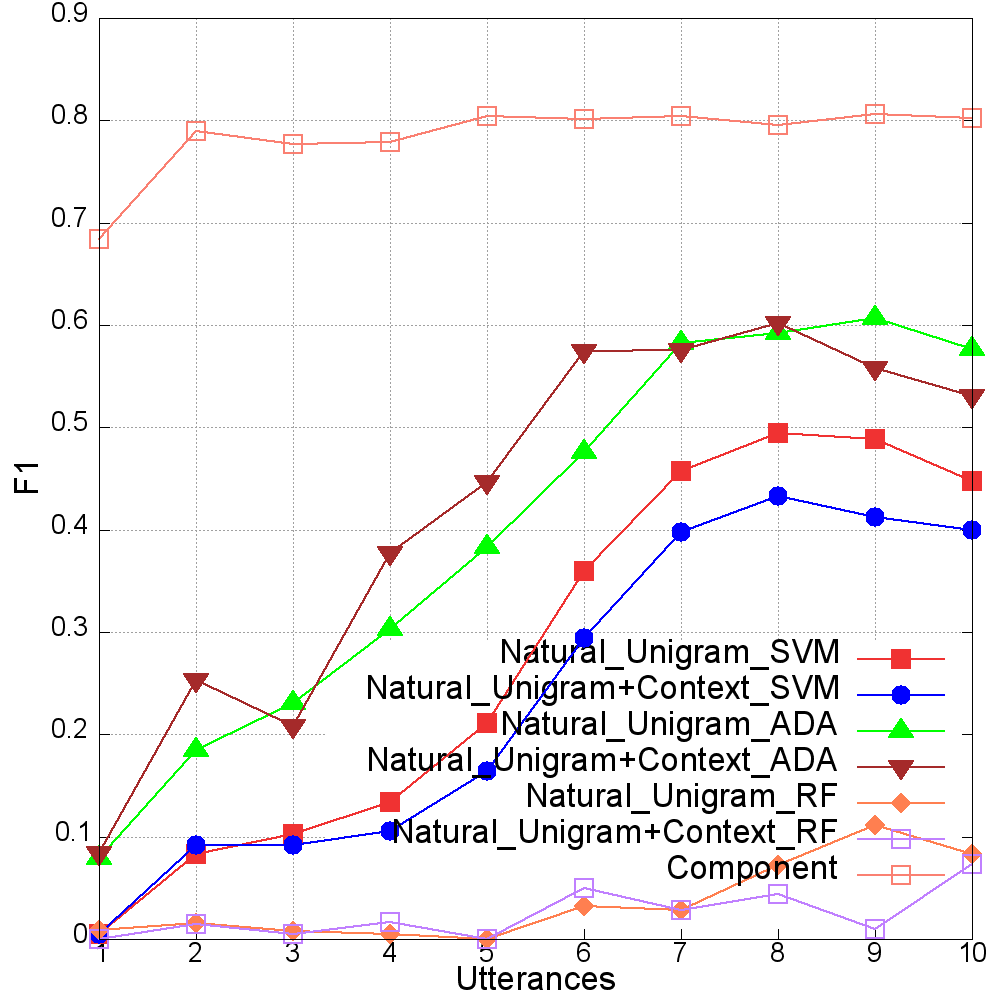 0.9
0.8
0.7
0.6
0.5
0.4
0.3
0.2
0.1
0
F1
Natural_Unigram_SVM
Natural_Unigram+Context_SVM
Natural_Unigram_ADA
Natural_Unigram+Context_ADA
Natural_Unigram_RF
Natural_Unigram+Context_RF
Component
1 2 3 4 5 6 7 8 9 10
Utterances